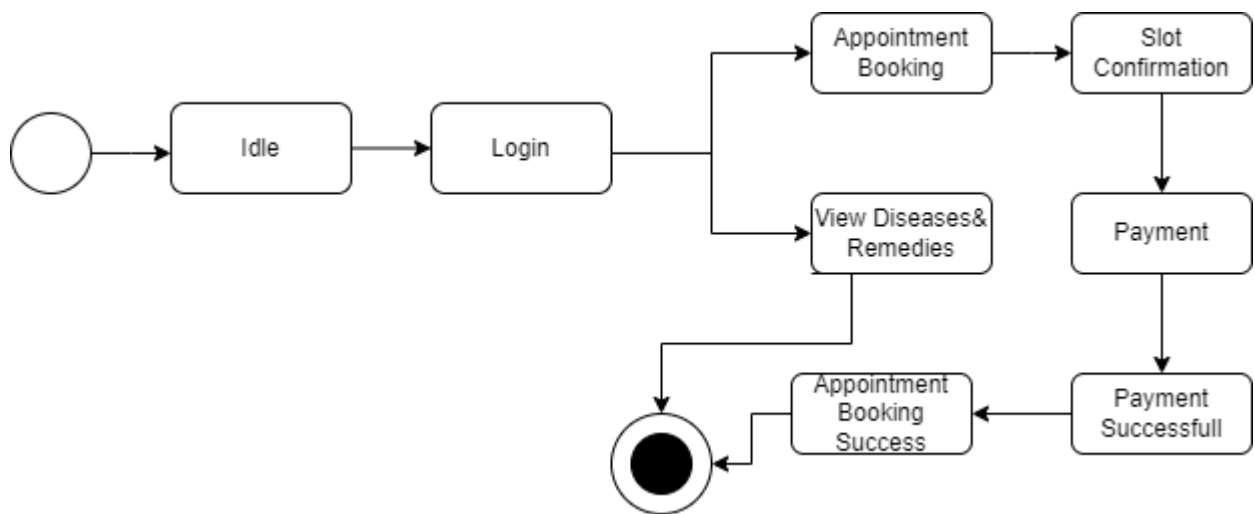 Idle
Login
Appointment
Booking
Slot
Confirmation
View Diseases&
Remedies
Payment
Payment
Successfull
Appointment
Booking
Success